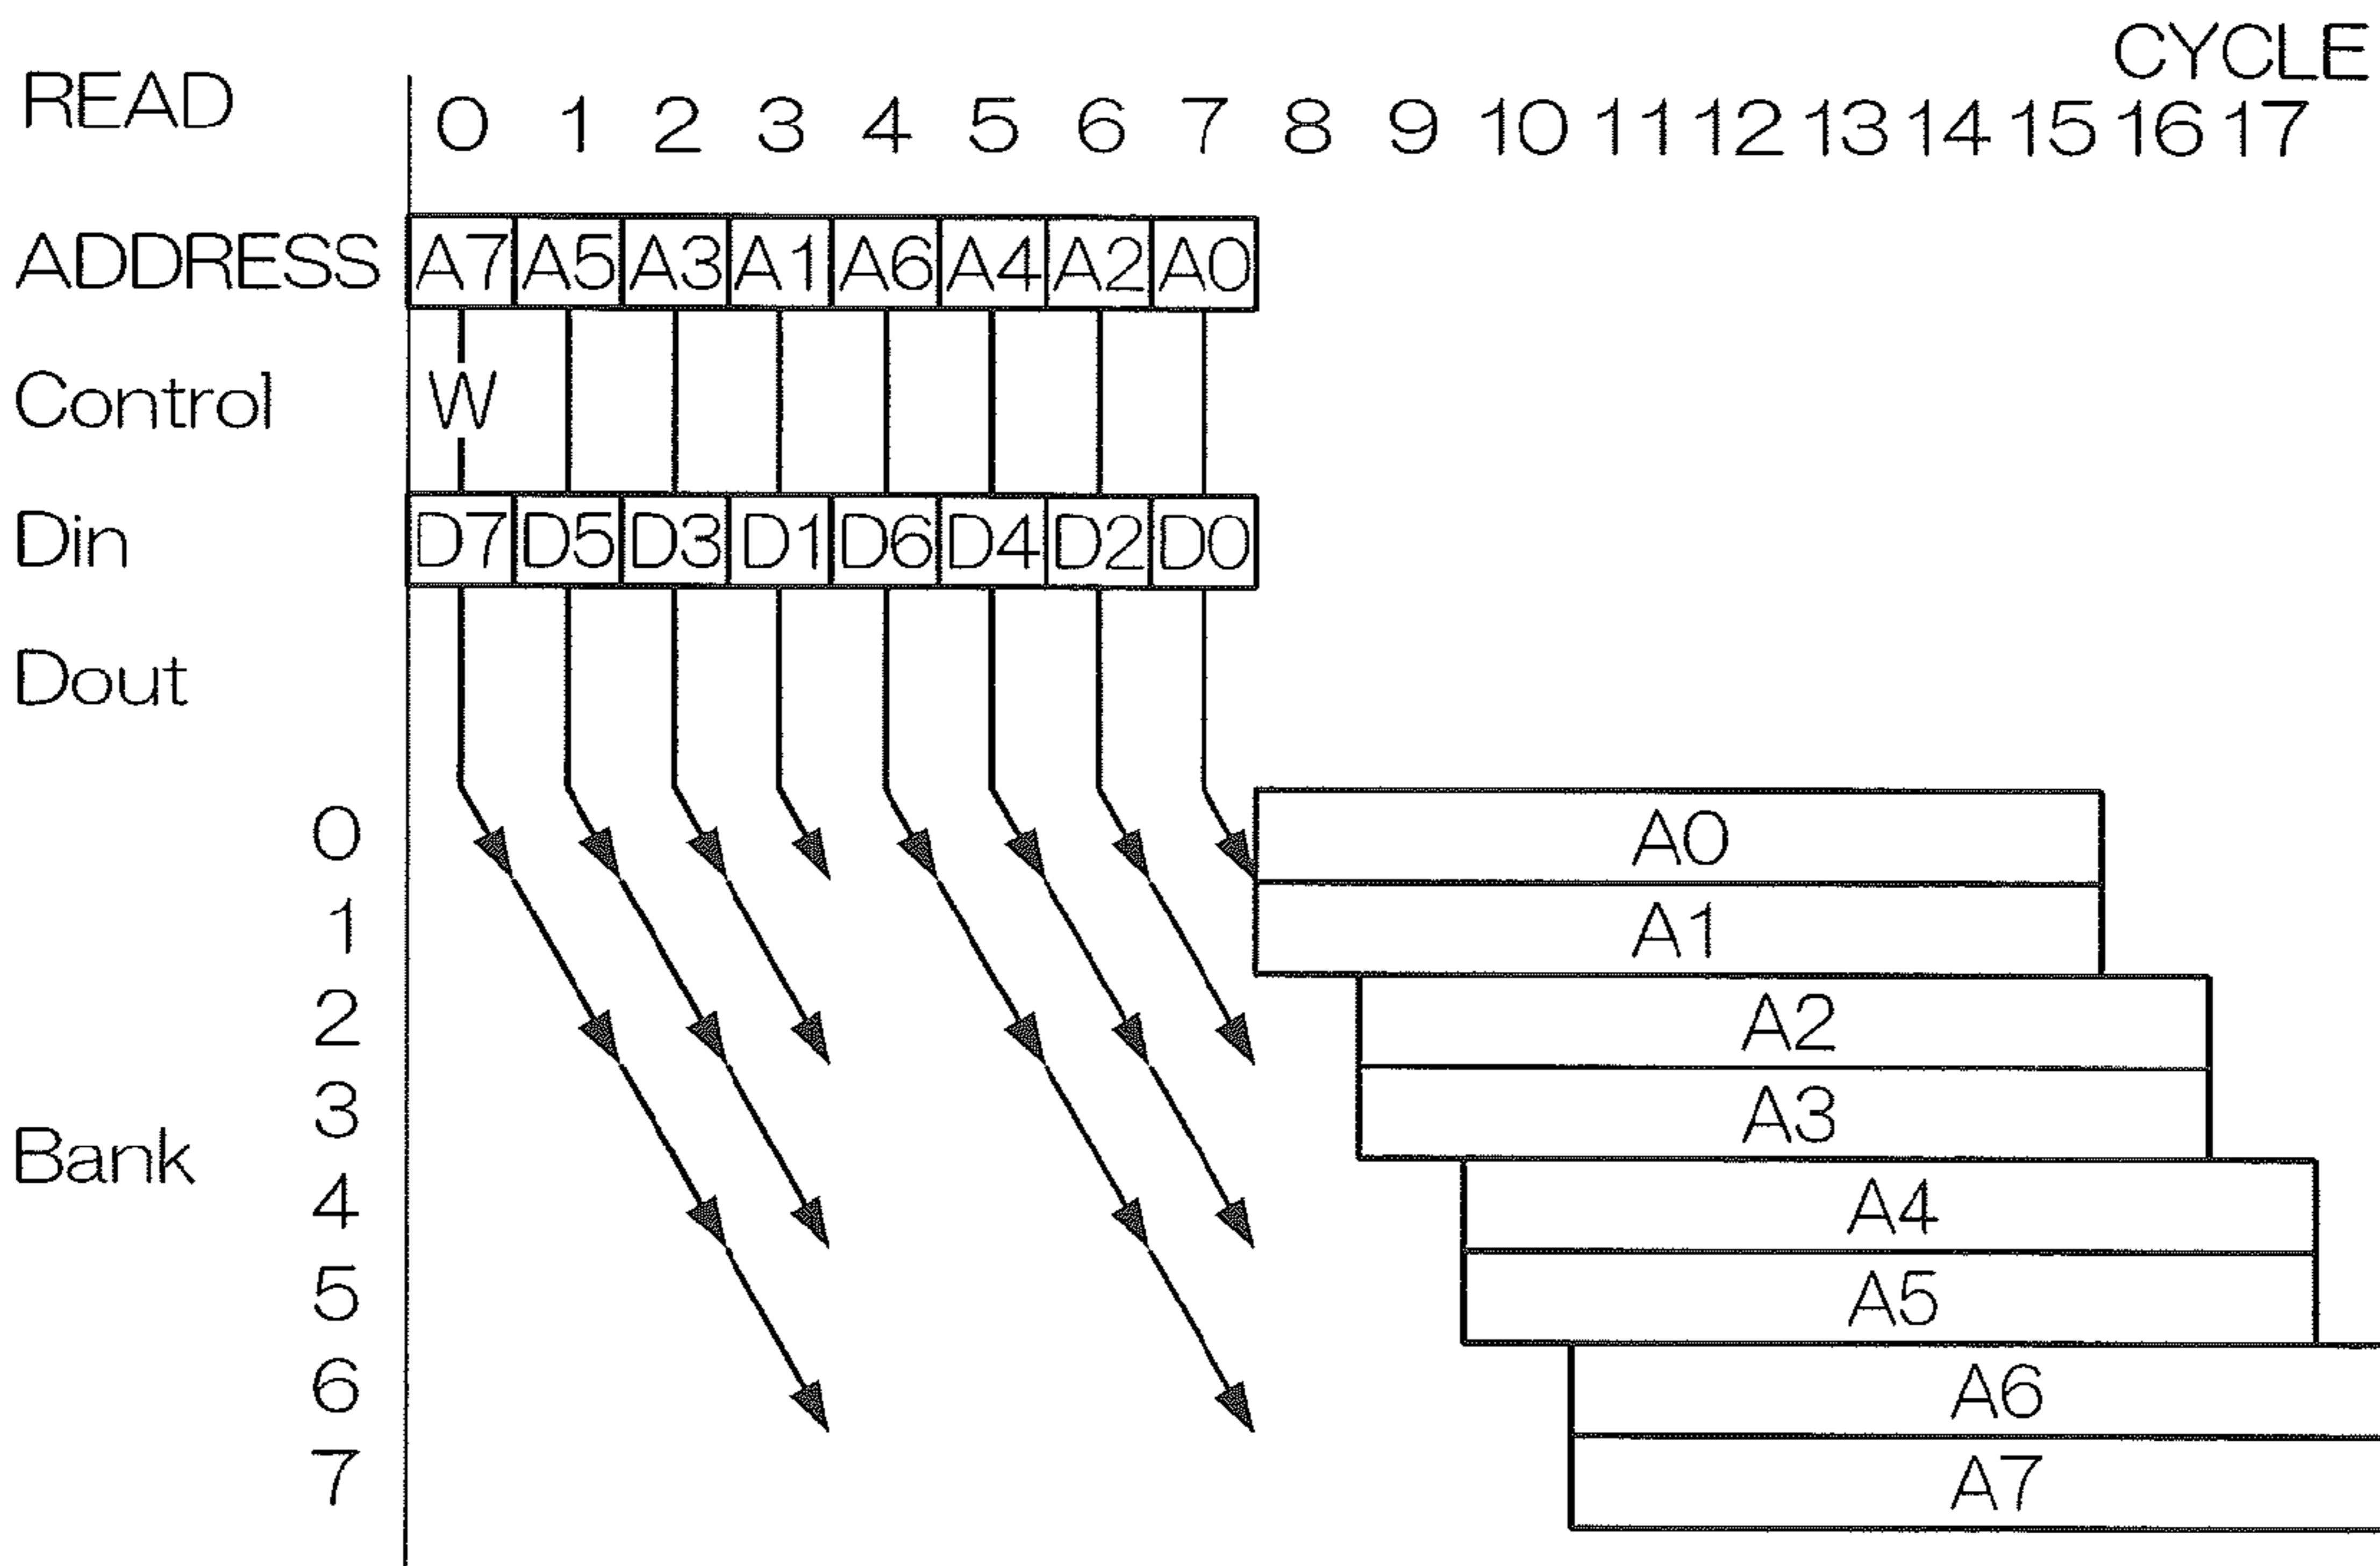 CYCLE
READ 0 1 2 3 4 5 6 7 8 9 10 11 12 13 14 15 16 17
ADDRESS A7 A5 A3 A1 A6 A4 A2 A0
Control W
Din D7 D5 D3 D1 D6 D4 D2 D0
Dout
0 A0
1 A1
2 A2
3 A3
Bank
4 A4
5 A5
6 A6
7 A7